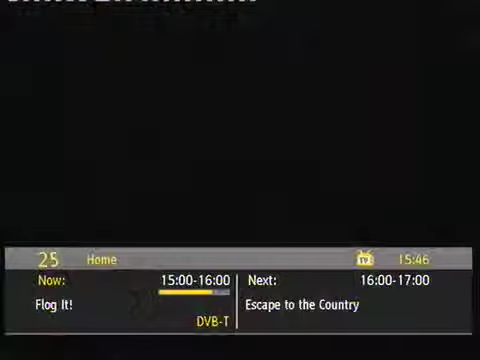 25 Home TV 15:46
Now: 15:00-16:00 Next: 16:00-17:00
Flog It! Escape to the Country
DVB-T